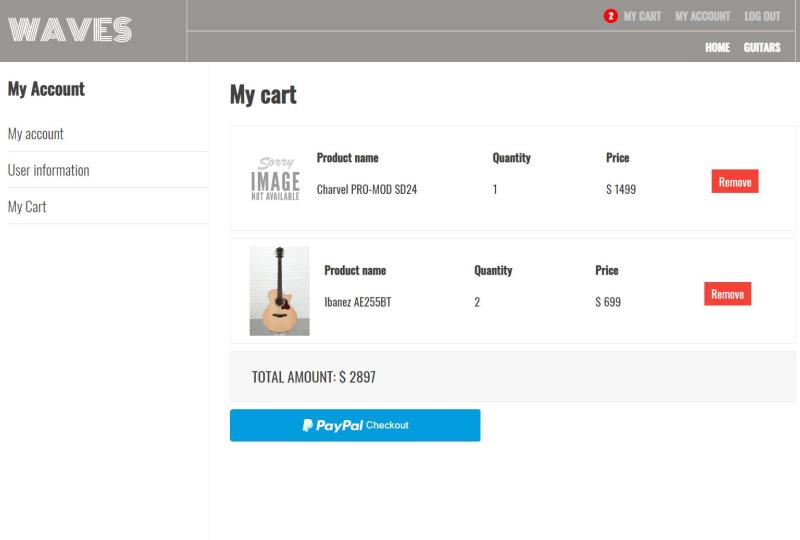 WAVES
2 MY CART MY ACCOUNT LOG OUT
HOME GUITARS
My Account
My account
User information
My Cart
My cart
Sorry
IMAGE
NOT AVAILABLE
Product name Quantity Price
Charvel PRO-MOD SD24 1 $ 1499
Remove
Product name Quantity Price
Ibanez AE255BT 2 $ 699
Remove
TOTAL AMOUNT: $ 2897
PayPal Checkout